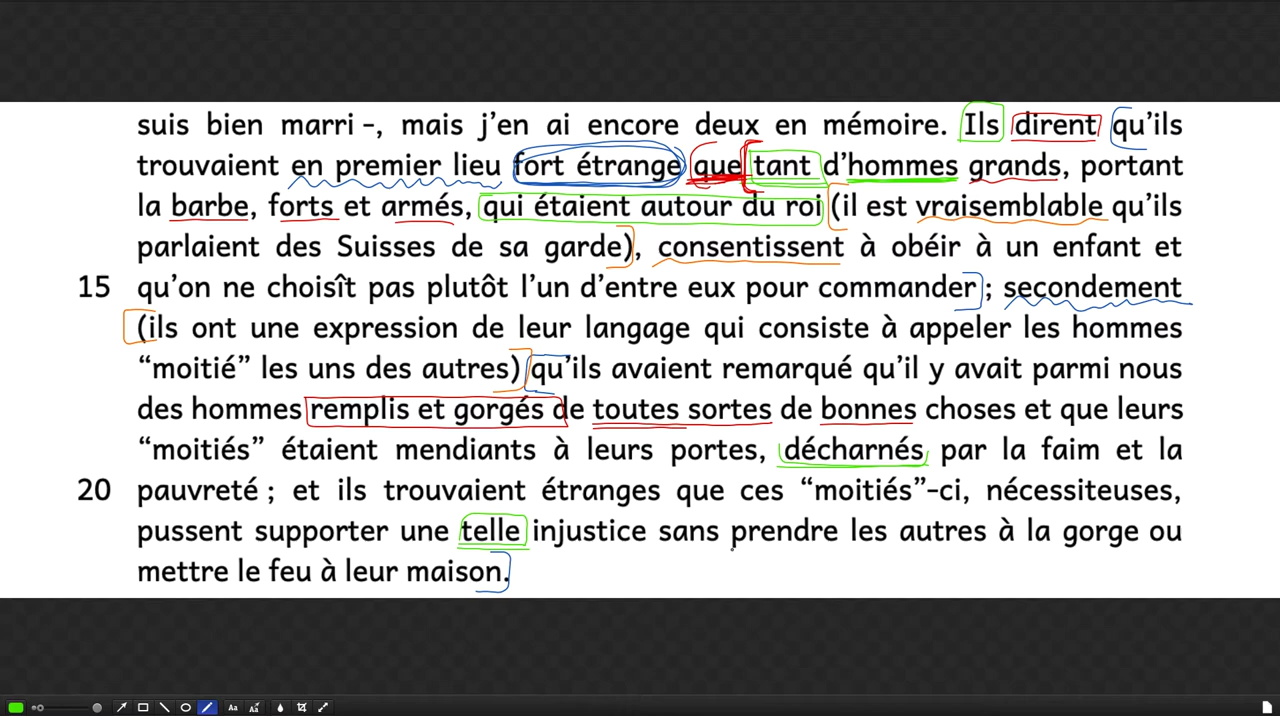 suis bien marri -, mais j’en ai encore deux en mémoire. Ils dirent qu’ils
trouvaient en premier lieu fort étrange que tant d’hommes grands, portant
la barbe, forts et armés, qui étaient autour du roi (il est vraisemblable qu’ils
parlaient des Suisses de sa garde), consentissent à obéir à un enfant et
15 qu’on ne choisît pas plutôt l’un d’entre eux pour commander ; secondement
(ils ont une expression de leur langage qui consiste à appeler les hommes
“moitié” les uns des autres) qu’ils avaient remarqué qu’il y avait parmi nous
des hommes remplis et gorgés de toutes sortes de bonnes choses et que leurs
“moitiés” étaient mendiants à leurs portes, décharnés par la faim et la
20 pauvreté ; et ils trouvaient étranges que ces “moitiés”-ci, nécessiteuses,
pussent supporter une telle injustice sans prendre les autres à la gorge ou
mettre le feu à leur maison.
Aa Aa